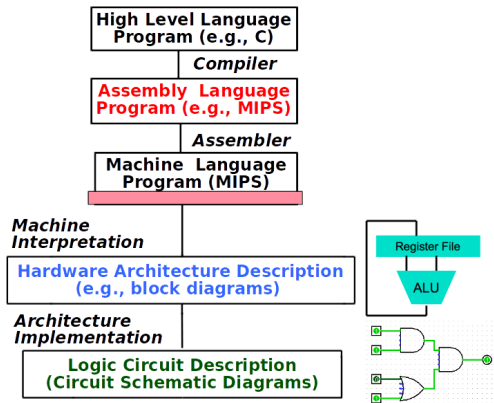 High Level Language
Program (e.g., C)
Compiler
Assembly Language
Program (e.g., MIPS)
Assembler
Machine Language
Program (MIPS)
Machine
Interpretation
Hardware Architecture Description
(e.g., block diagrams)
Architecture
Implementation
Logic Circuit Description
(Circuit Schematic Diagrams)
Register File
ALU